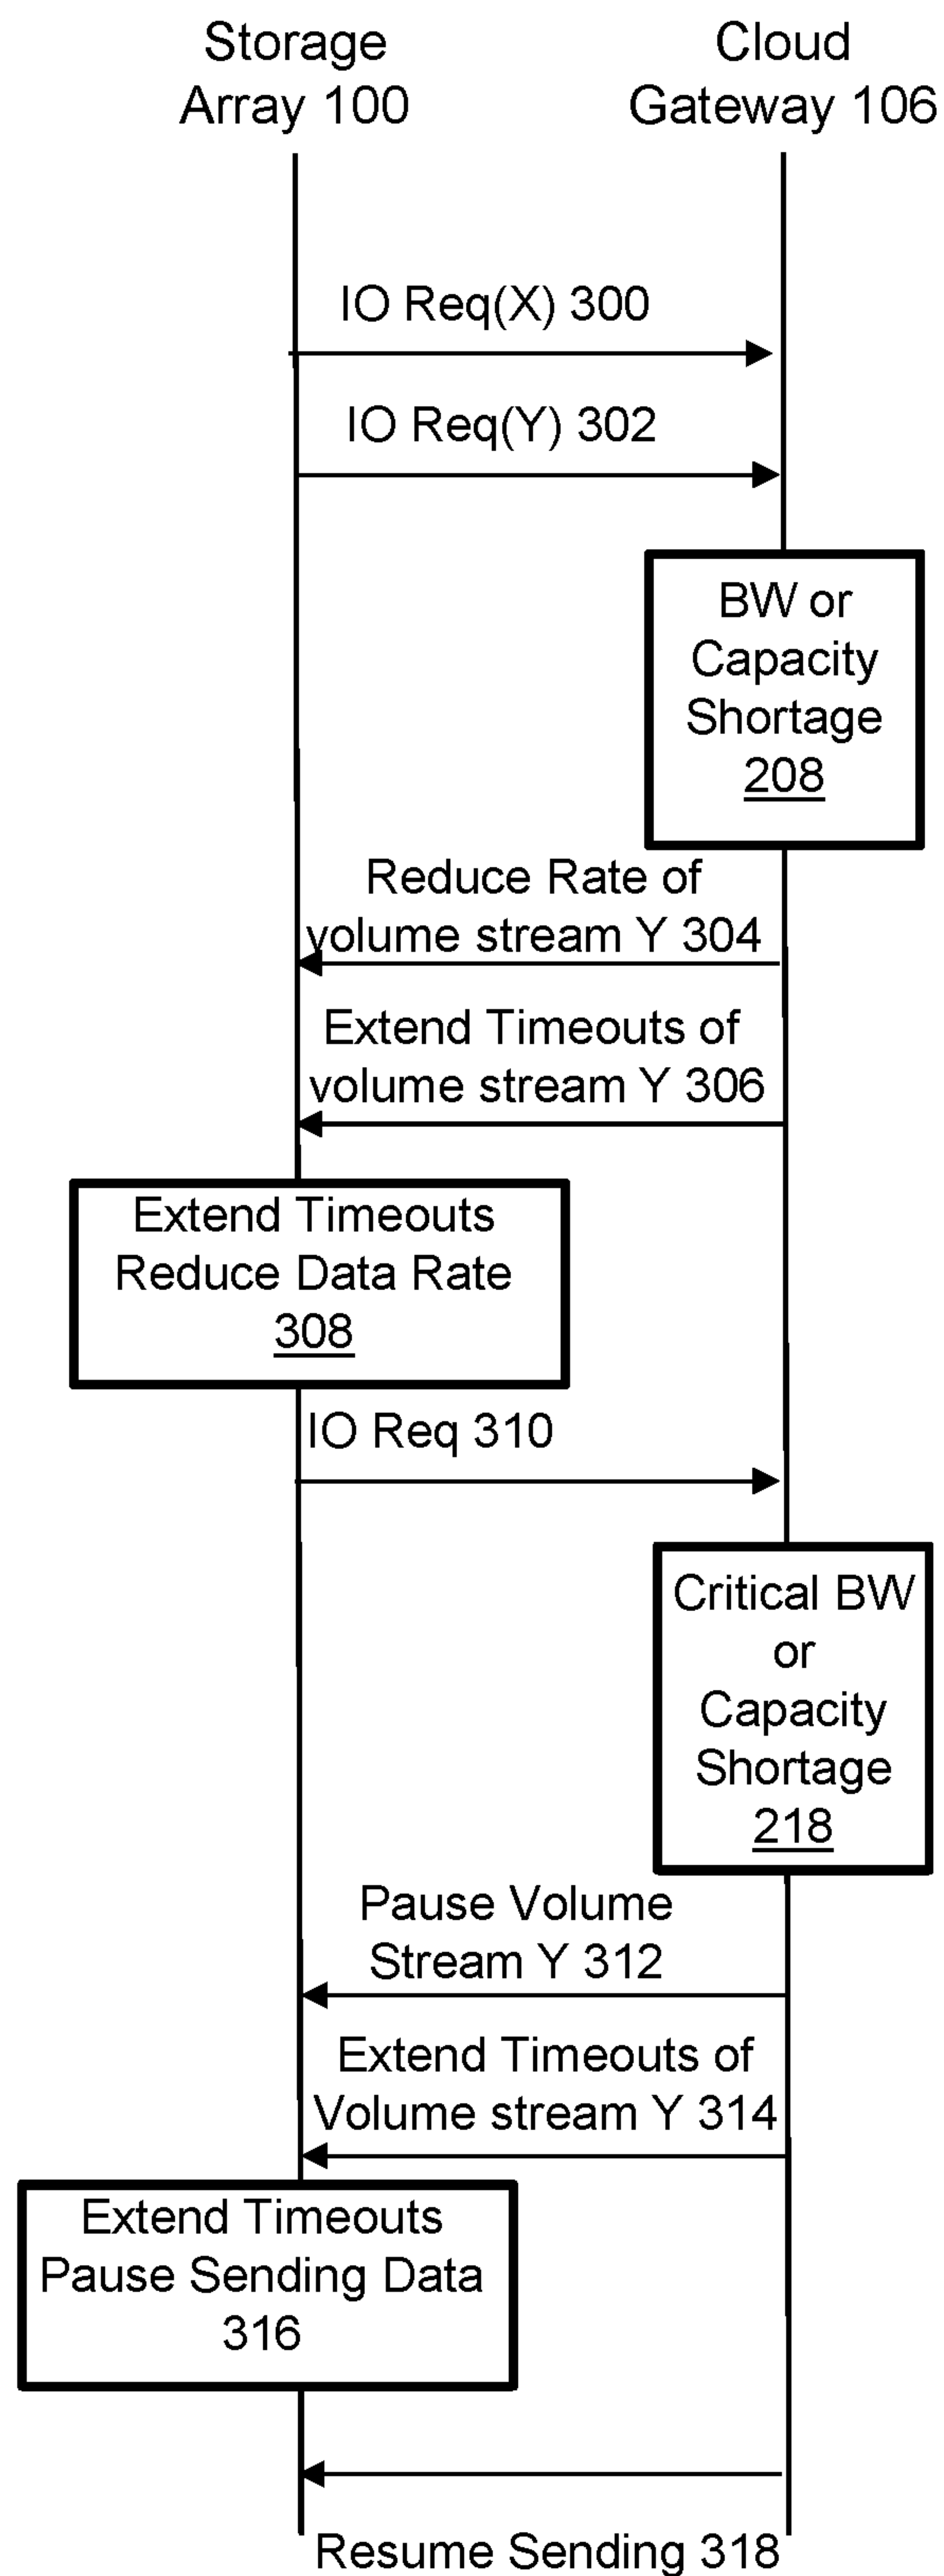 Storage
Array 100
Cloud
Gateway 106
IO Req(X) 300
IO Req(Y) 302
BW or
Capacity
Shortage
208
Reduce Rate of
volume stream Y 304
Extend Timeouts of
volume stream Y 306
Extend Timeouts
Reduce Data Rate
308
IO Req 310
Critical BW
or
Capacity
Shortage
218
Pause Volume
Stream Y 312
Extend Timeouts of
Volume stream Y 314
Extend Timeouts
Pause Sending Data
316
Resume Sending 318